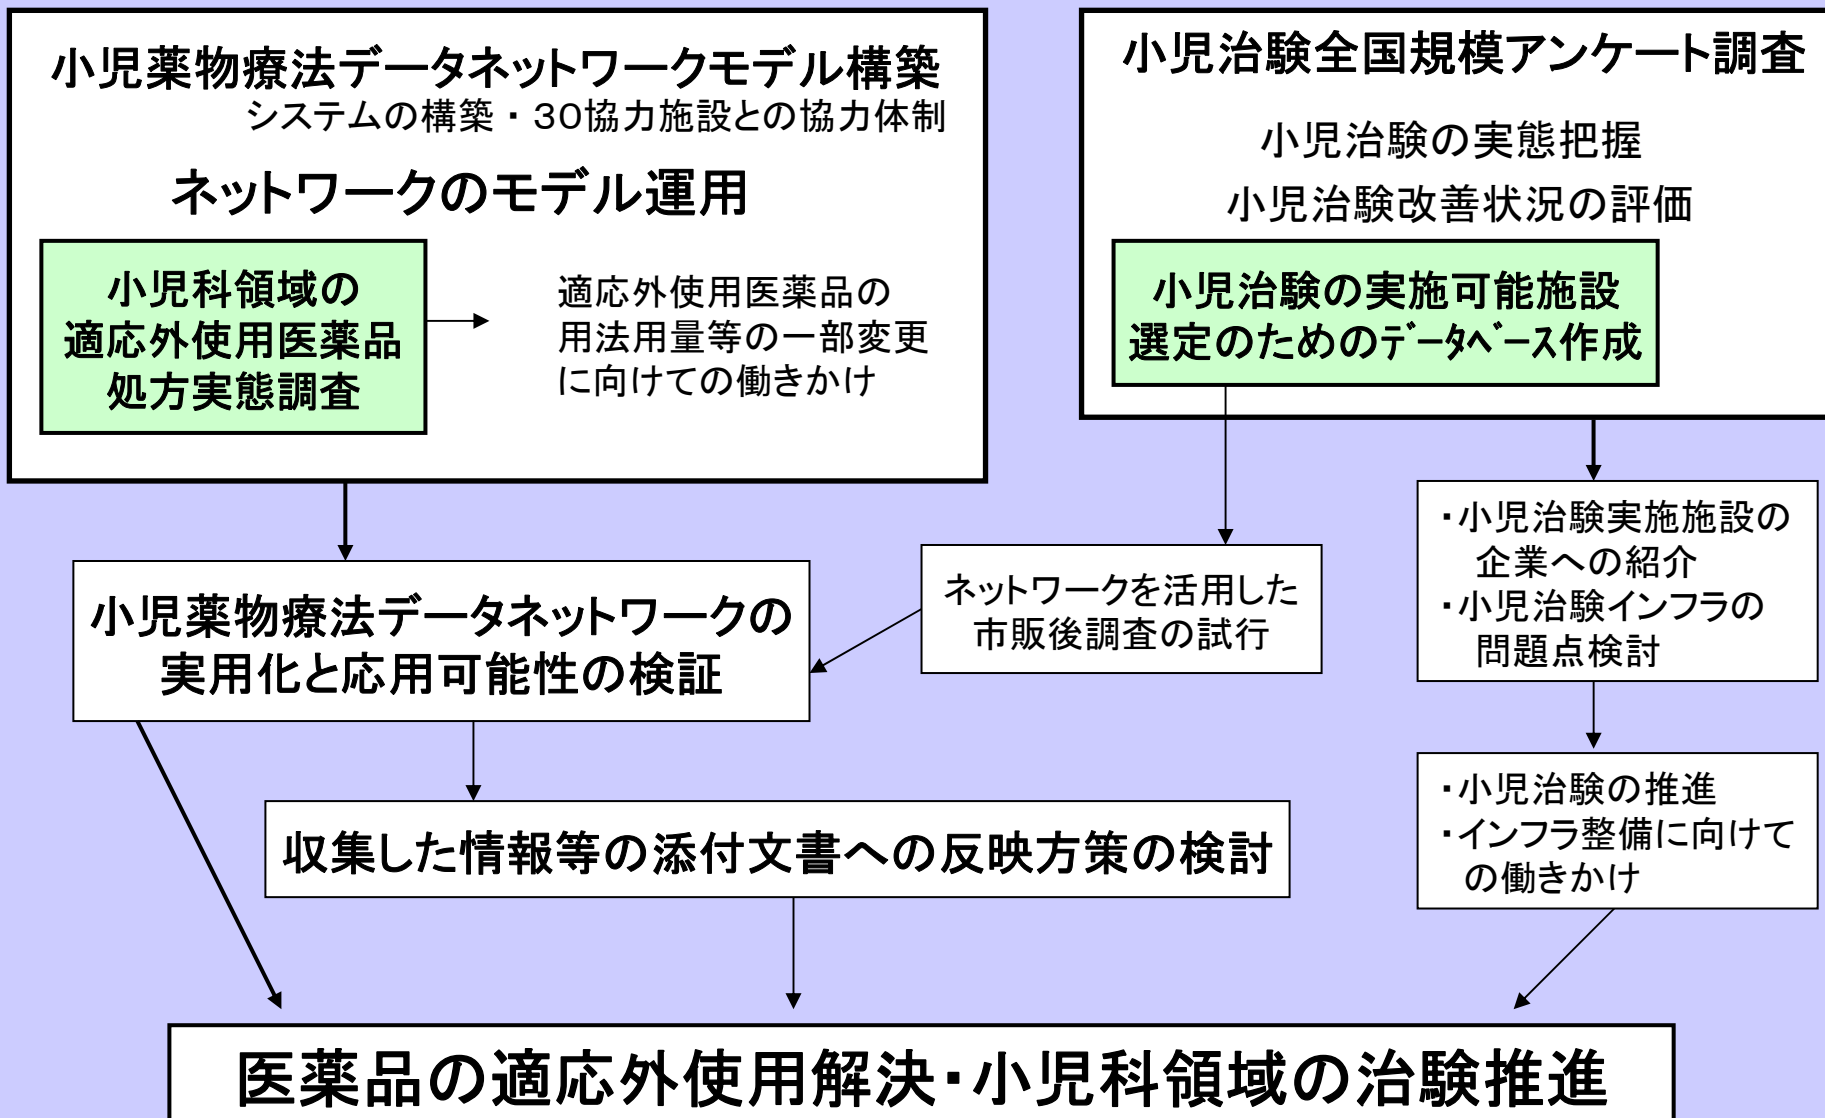 小児薬物療法データネットワークモデル構築
システムの構築・30協力施設との協力体制
ネットワークのモデル運用
小児科領域の
適応外使用医薬品
処方実態調査
適応外使用医薬品の
用法用量等の一部変更
に向けての働きかけ
小児治験全国規模アンケート調査
小児治験の実態把握
小児治験改善状況の評価
小児治験の実施可能施設
選定のためのデータベース作成
・小児治験実施施設の
企業への紹介
・小児治験インフラの
問題点検討
ネットワークを活用した
市販後調査の試行
小児薬物療法データネットワークの
実用化と応用可能性の検証
・小児治験の推進
・インフラ整備に向けて
の働きかけ
収集した情報等の添付文書への反映方策の検討
医薬品の適応外使用解決・小児科領域の治験推進